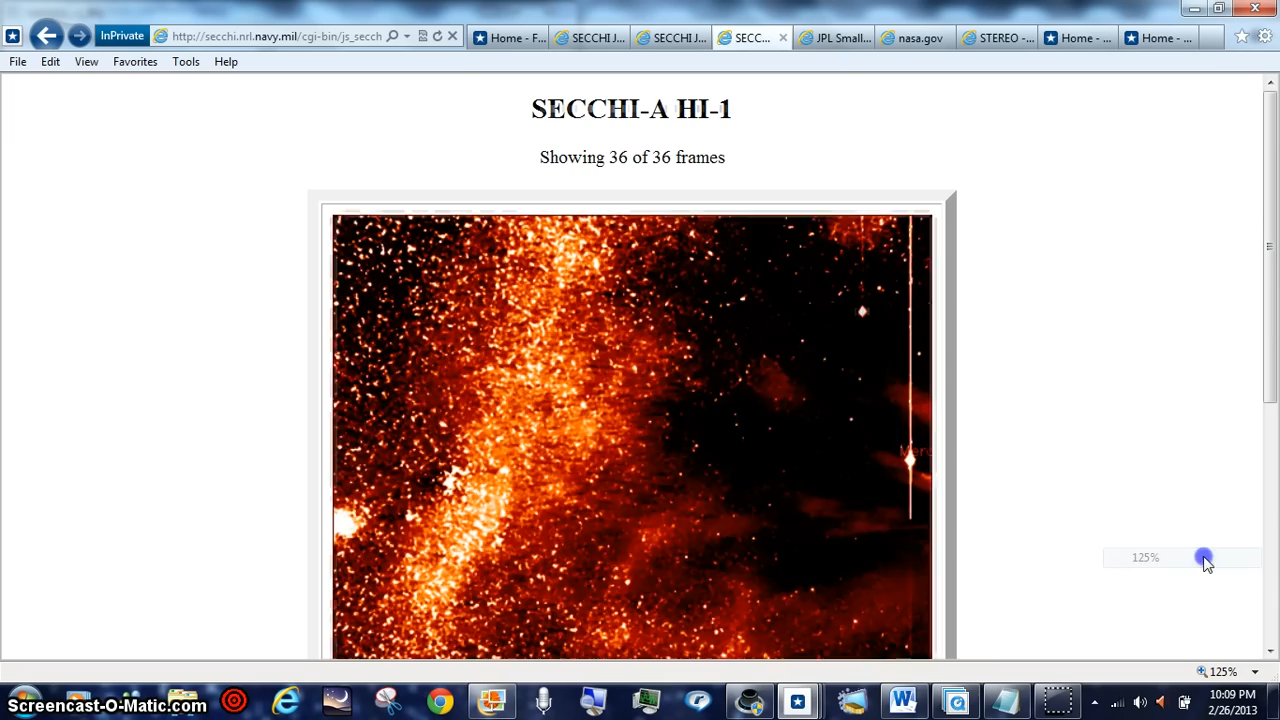 InPrivate
http://secchi.nrl.navy.mil/cgi-bin/js_secch
Home - F...
SECCHI J...
SECCHI J...
SECC...
JPL Small...
nasa.gov
STEREO -...
Home - ...
Home - ...
File Edit View Favorites Tools Help
SECCHI-A HI-1
Showing 36 of 36 frames
Merc
125%
125%
Screencast-O-Matic.com
10:09 PM
2/26/2013